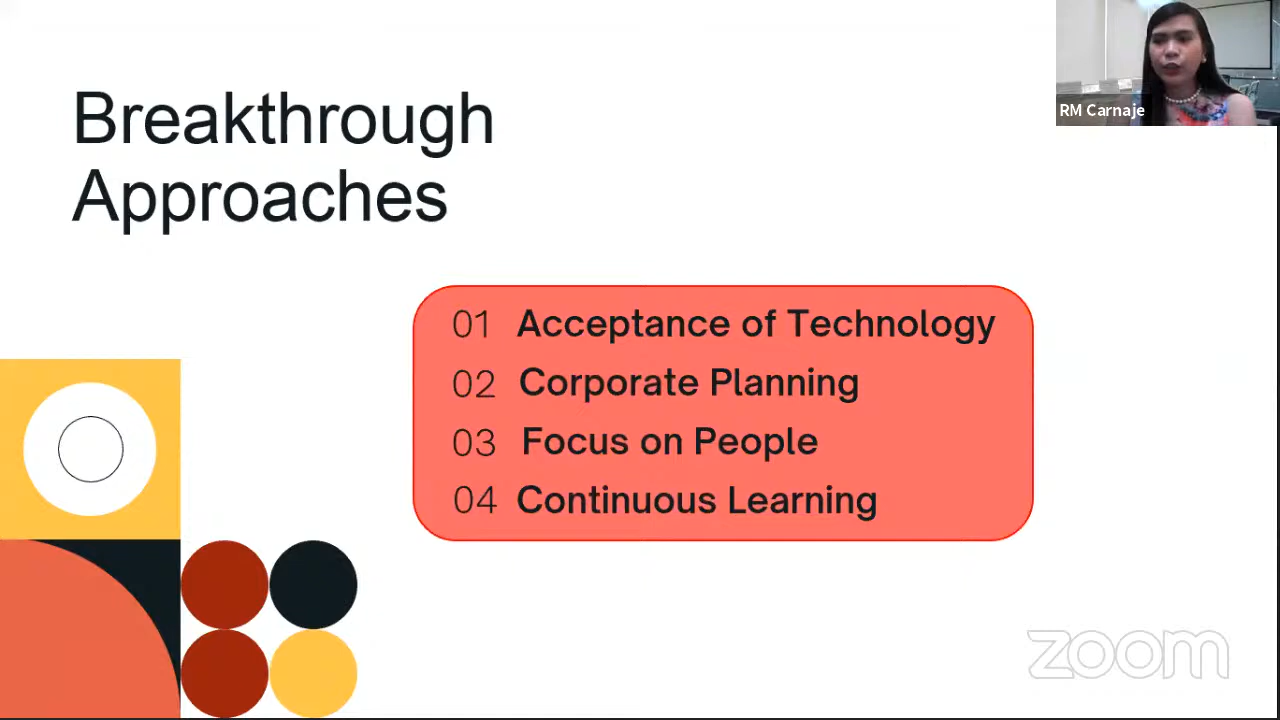 Breakthrough
Approaches
RM Carnaje
01 Acceptance of Technology
02 Corporate Planning
03 Focus on People
04 Continuous Learning
zoom